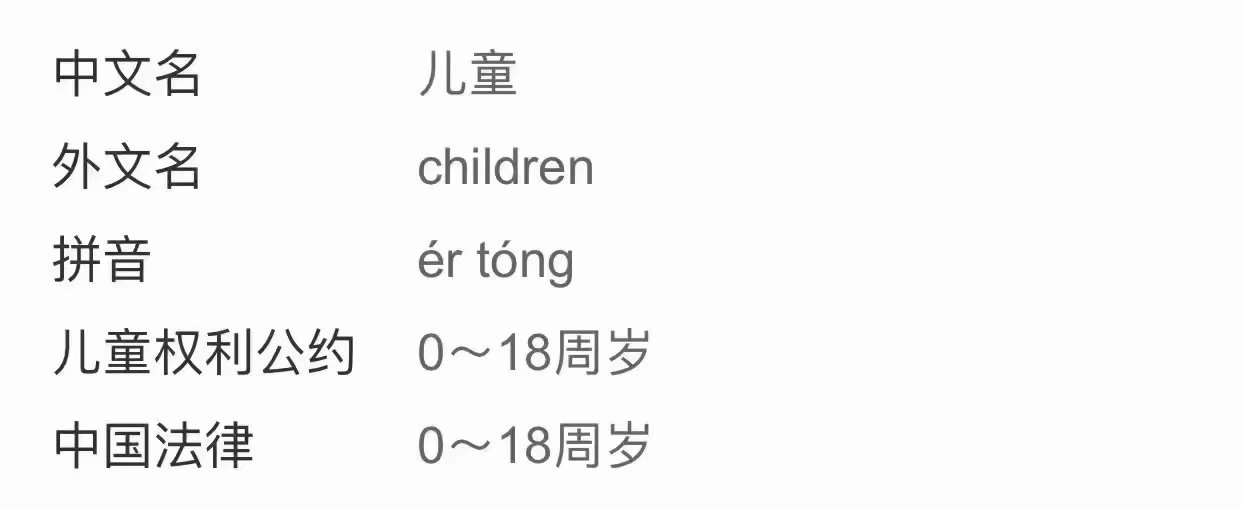 中文名 儿童
外文名 children
拼音 ér tóng
儿童权利公约 0～18周岁
中国法律 0～18周岁